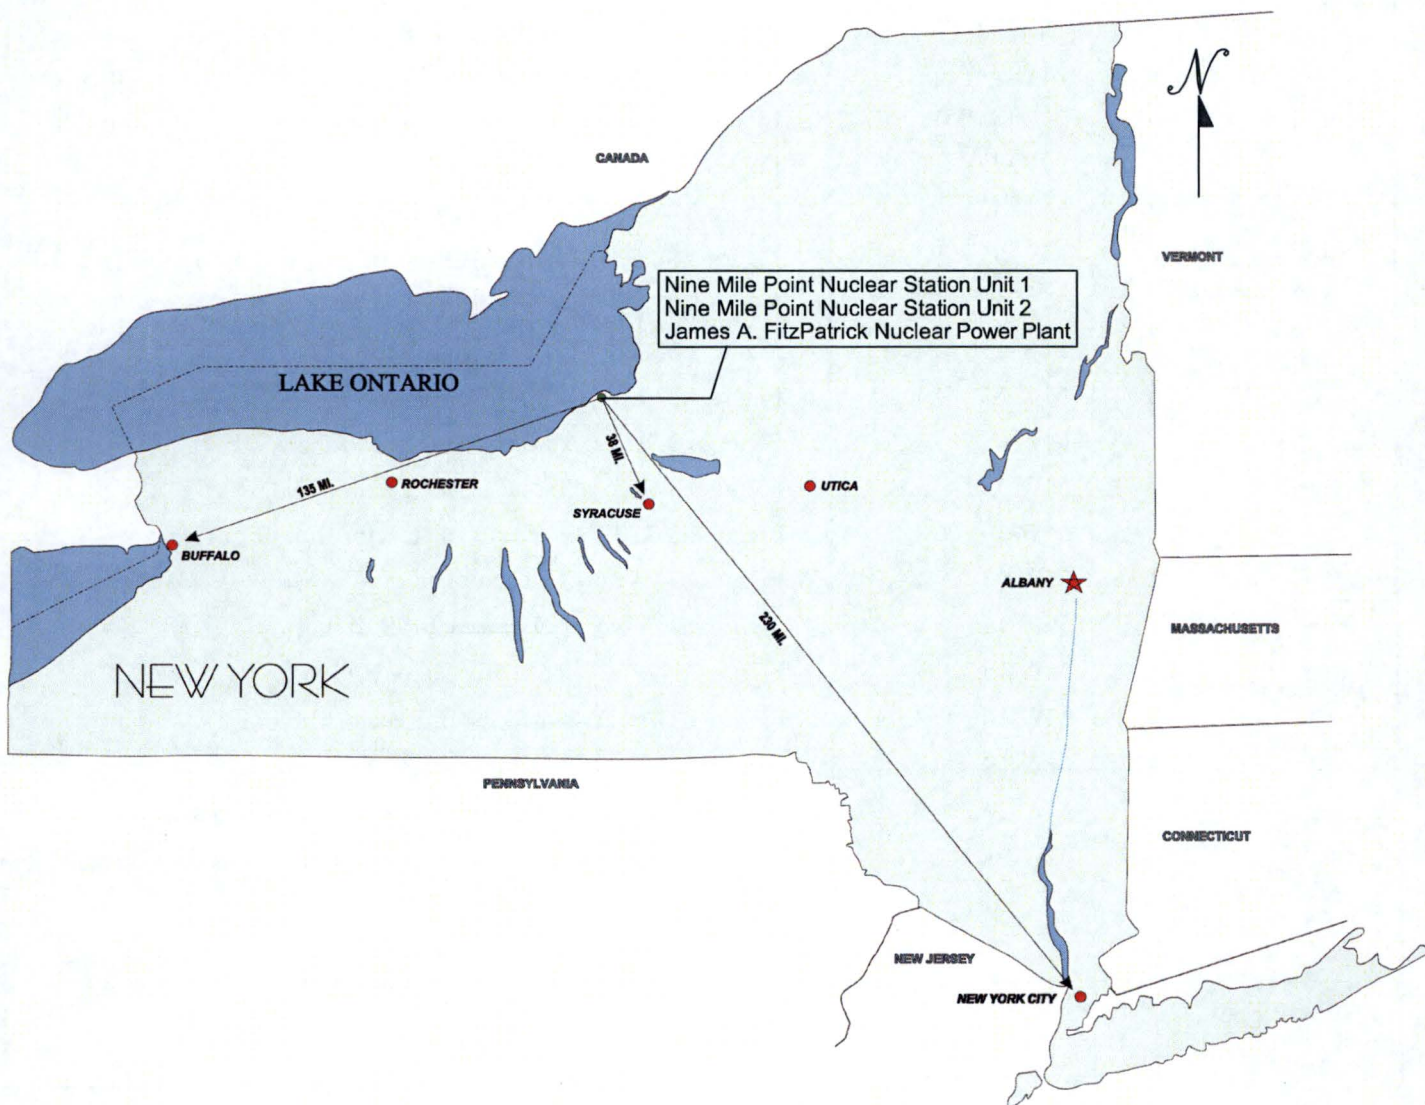 N
CANADA
VERMONT
Nine Mile Point Nuclear Station Unit 1
Nine Mile Point Nuclear Station Unit 2
James A. FitzPatrick Nuclear Power Plant
LAKE ONTARIO
38 MI.
135 MI.
ROCHESTER
UTICA
SYRACUSE
BUFFALO
ALBANY
230 MI.
MASSACHUSETTS
NEW YORK
PENNSYLVANIA
CONNECTICUT
NEW JERSEY
NEW YORK CITY